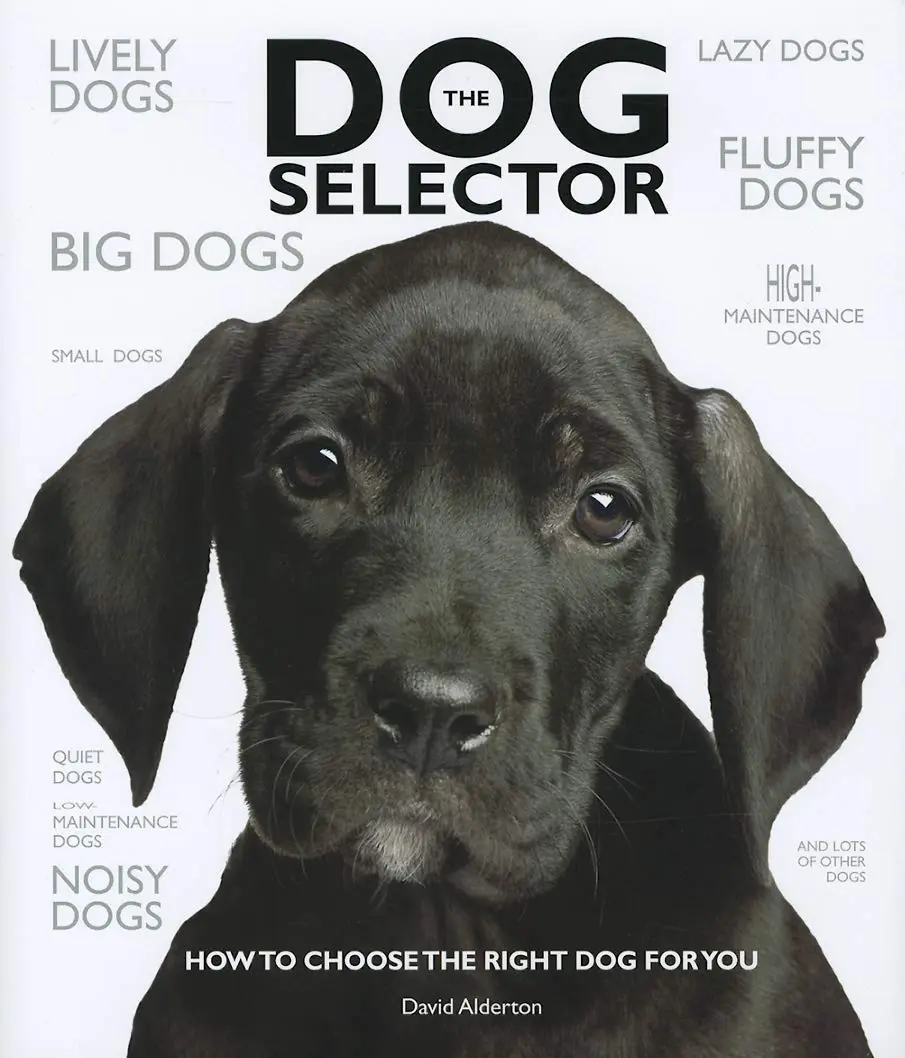 LIVELY
DOGS
THE
DOG
SELECTOR
LAZY DOGS
FLUFFY
DOGS
BIG DOGS
HIGH-
MAINTENANCE
DOGS
SMALL DOGS
QUIET
DOGS
LOW-
MAINTENANCE
DOGS
NOISY
DOGS
AND LOTS
OF OTHER
DOGS
HOW TO CHOOSE THE RIGHT DOG FOR YOU
David Alderton